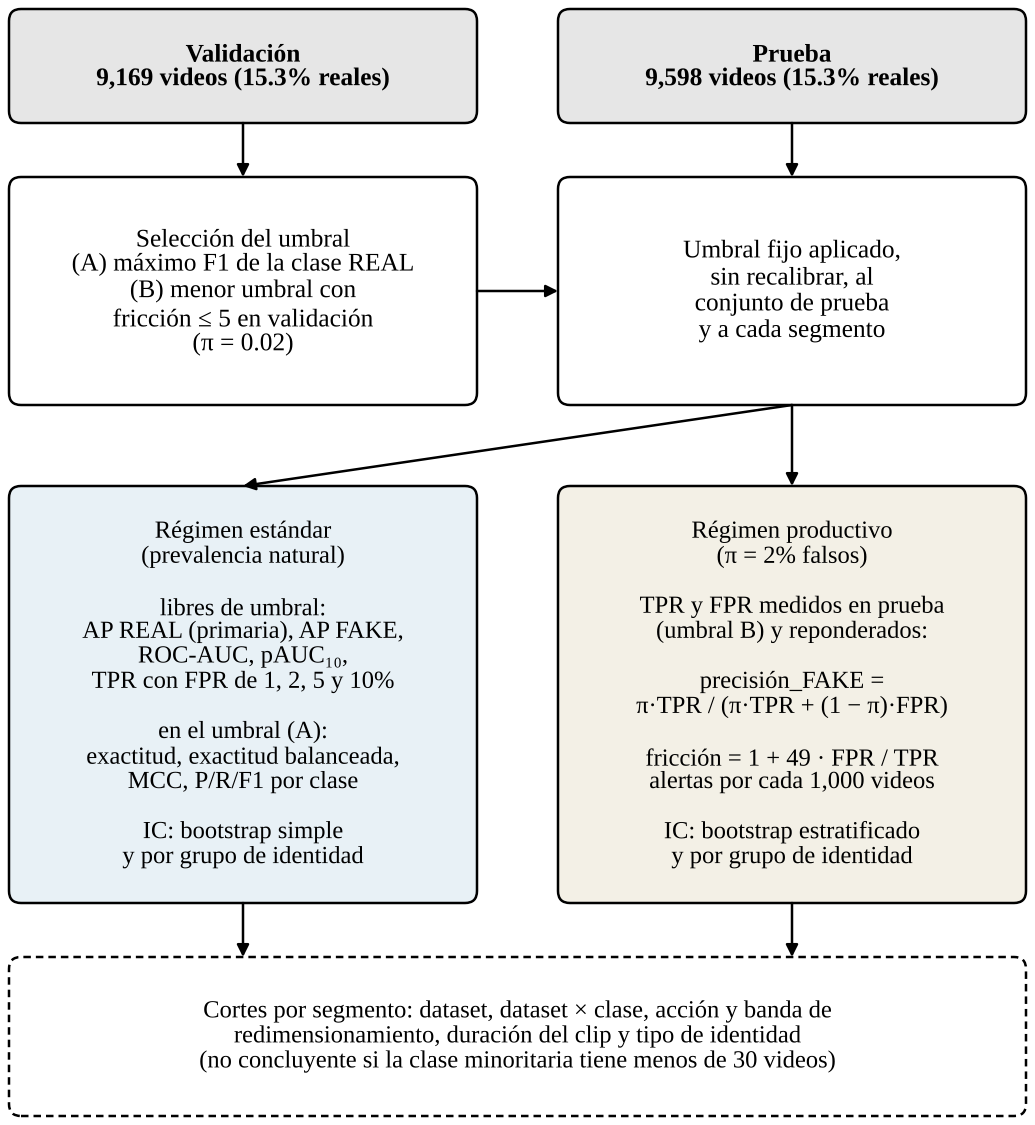 Validación
9,169 videos (15.3% reales)
Prueba
9,598 videos (15.3% reales)
Selección del umbral
(A) máximo F1 de la clase REAL
(B) menor umbral con
fricción ≤ 5 en validación
(π = 0.02)
Umbral fijo aplicado,
sin recalibrar, al
conjunto de prueba
y a cada segmento
Régimen estándar
(prevalencia natural)
libres de umbral:
AP REAL (primaria), AP FAKE,
ROC-AUC, pAUC₁₀,
TPR con FPR de 1, 2, 5 y 10%
en el umbral (A):
exactitud, exactitud balanceada,
MCC, P/R/F1 por clase
IC: bootstrap simple
y por grupo de identidad
Régimen productivo
(π = 2% falsos)
TPR y FPR medidos en prueba
(umbral B) y reponderados:
precisión_FAKE =
π·TPR / (π·TPR + (1 − π)·FPR)
fricción = 1 + 49 · FPR / TPR
alertas por cada 1,000 videos
IC: bootstrap estratificado
y por grupo de identidad
Cortes por segmento: dataset, dataset × clase, acción y banda de
redimensionamiento, duración del clip y tipo de identidad
(no concluyente si la clase minoritaria tiene menos de 30 videos)